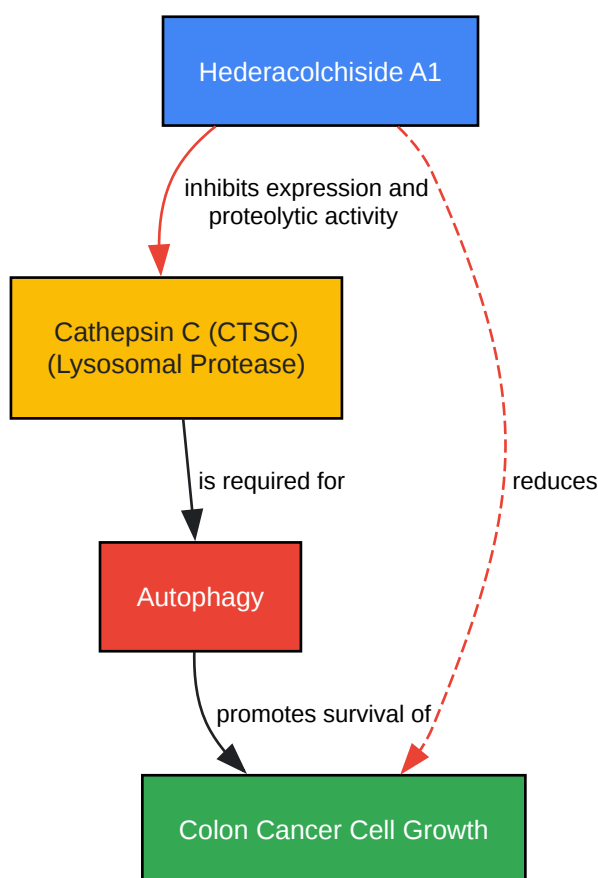 Hederacolchiside A1
inhibits expression and
proteolytic activity
Cathepsin C (CTSC)
(Lysosomal Protease)
is required for
reduces
Autophagy
promotes survival of
Colon Cancer Cell Growth